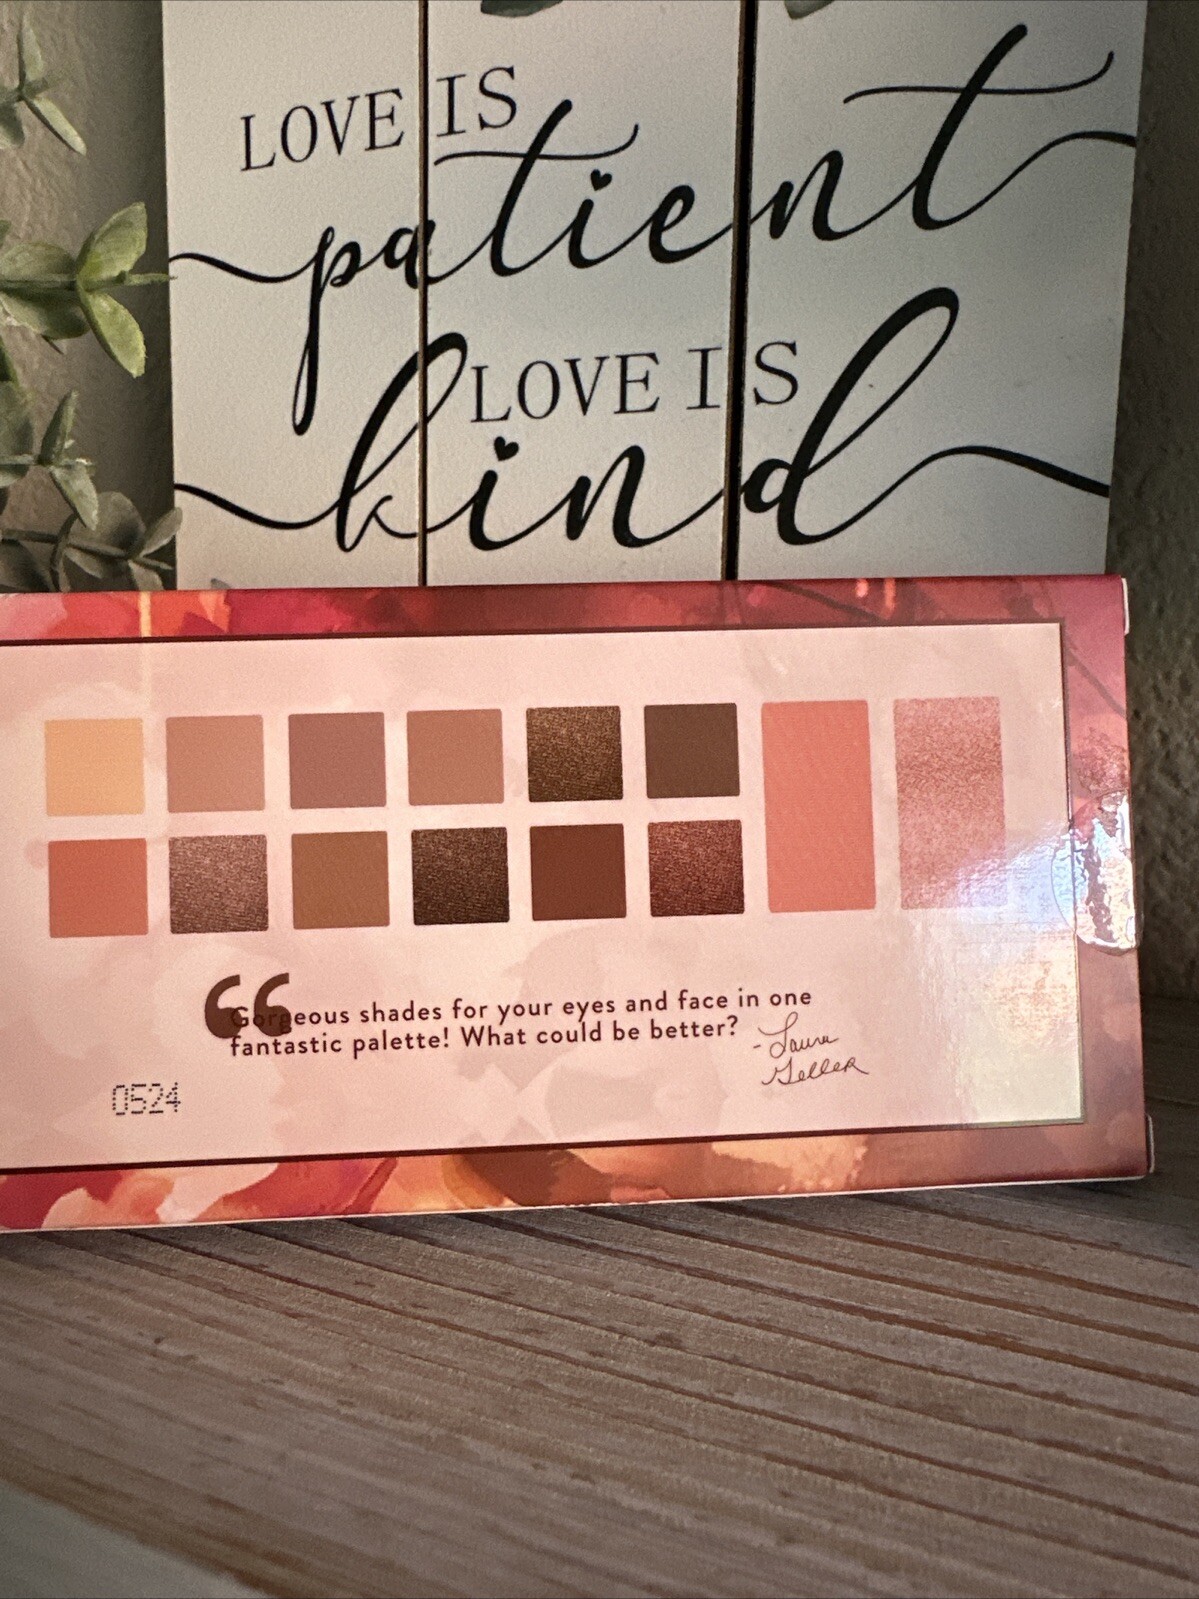 LOVE IS
patient
LOVE IS
kind
“
Gorgeous shades for your eyes and face in one
fantastic palette! What could be better?
- Laura
Geller
0524